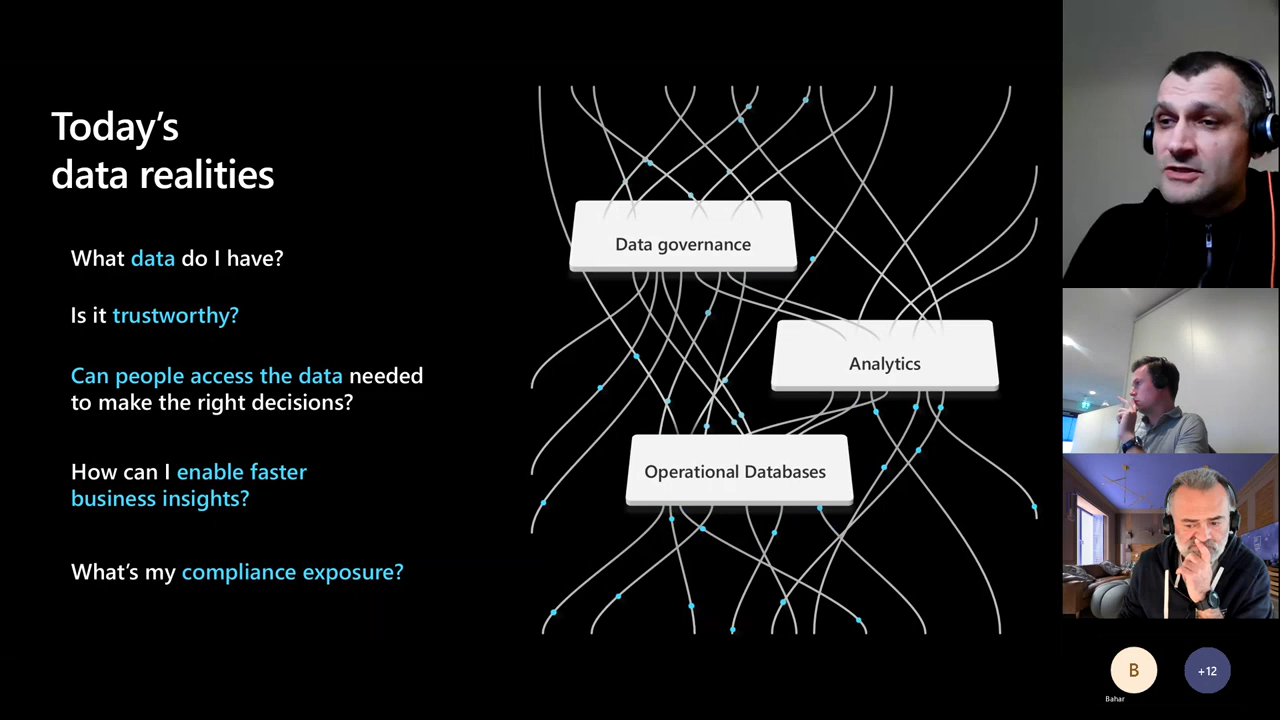 Today's
data realities
What data do I have?
Is it trustworthy?
Can people access the data needed
to make the right decisions?
How can I enable faster
business insights?
What's my compliance exposure?
Data governance
Analytics
Operational Databases
B
+12
Bahar